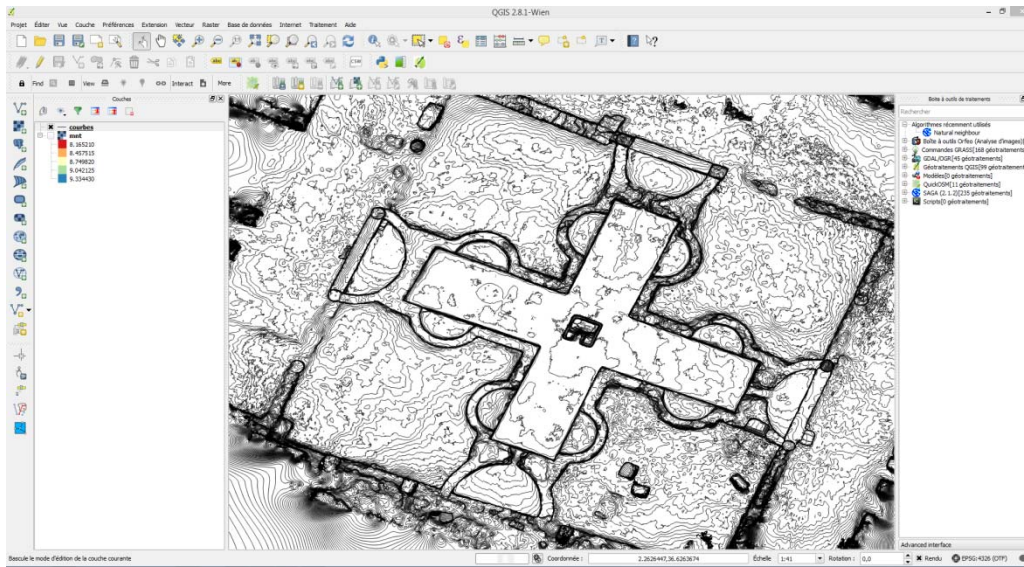 QGIS 2.8.1-Wien
Projet Éditer Vue Couche Préférences Extension Vecteur Raster Base de données Internet Traitement Aide
Find View Interact More
Couches
courbes
mnt
8.165210
8.457515
8.749820
9.042125
9.334430
Boîte à outils de traitements
Rechercher
Algorithmes récemment utilisés
Natural neighbour
Boîte à outils Orfeo (Analyse d'images)
Commandes GRASS[168 géotraitements]
GDAL/OGR[45 géotraitements]
Géotraitements QGIS[99 géotraitements]
Modèles[0 géotraitements]
QuickOSM[11 géotraitements]
SAGA (2.1.2)[235 géotraitements]
Scripts[0 géotraitements]
Advanced interface
Bascule le mode d'édition de la couche courante
Coordonnée : 2.2626447,36.6263674 Échelle 1:41 Rotation : 0,0 Rendu EPSG:4326 (OTF)